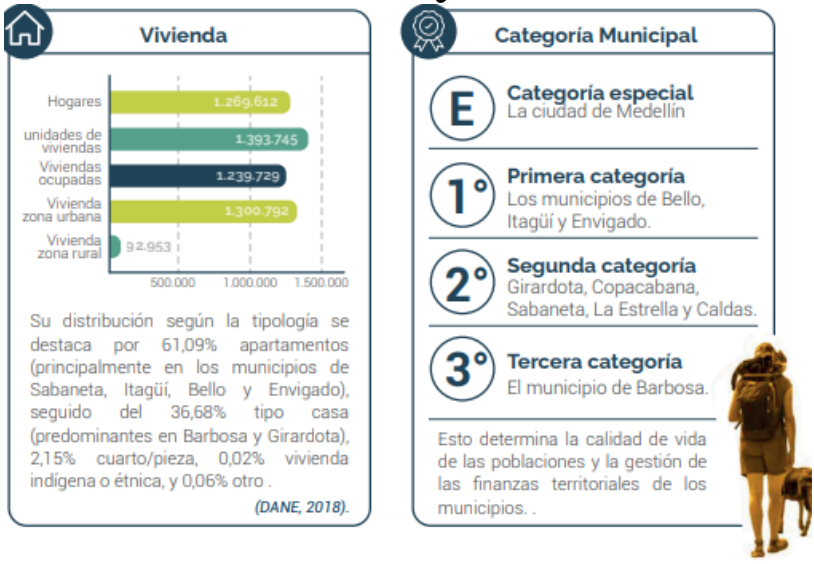 Vivienda
Hogares
1.269.612
unidades de
viviendas
1.393.745
Viviendas
ocupadas
1.239.729
Vivienda
zona urbana
1.300.792
Vivienda
zona rural
92.953
500.000 1.000.000 1.500.000
Su distribución según la tipología se
destaca por 61,09% apartamentos
(principalmente en los municipios de
Sabaneta, Itagüí, Bello y Envigado),
seguido del 36,68% tipo casa
(predominantes en Barbosa y Girardota),
2,15% cuarto/pieza, 0,02% vivienda
indígena o étnica, y 0,06% otro .
(DANE, 2018).
Categoría Municipal
E
Categoría especial
La ciudad de Medellín
1°
Primera categoría
Los municipios de Bello,
Itagüí y Envigado.
2°
Segunda categoría
Girardota, Copacabana,
Sabaneta, La Estrella y Caldas.
3°
Tercera categoría
El municipio de Barbosa.
Esto determina la calidad de vida
de las poblaciones y la gestión de
las finanzas territoriales de los
municipios. .